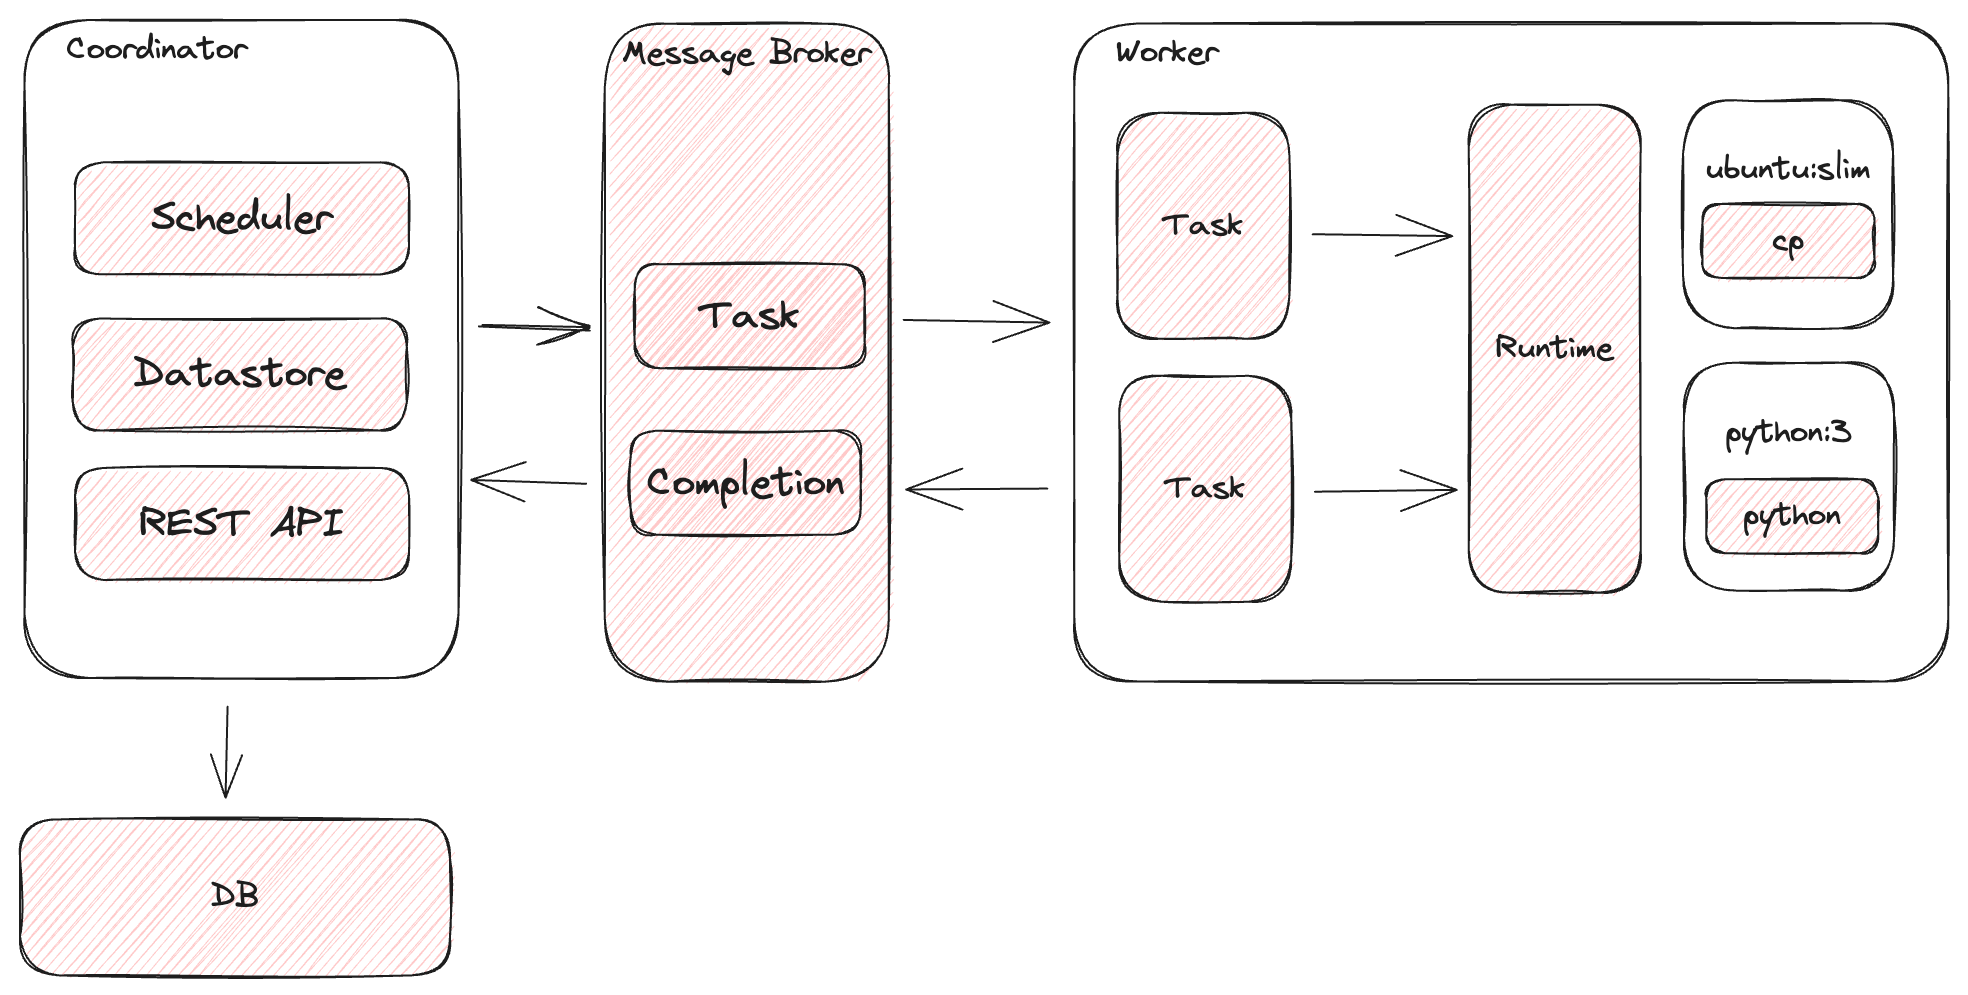 Coordinator
Scheduler
Datastore
REST API
Message Broker
Task
Completion
Worker
Task
Task
Runtime
ubuntu:slim
cp
python:3
python
DB